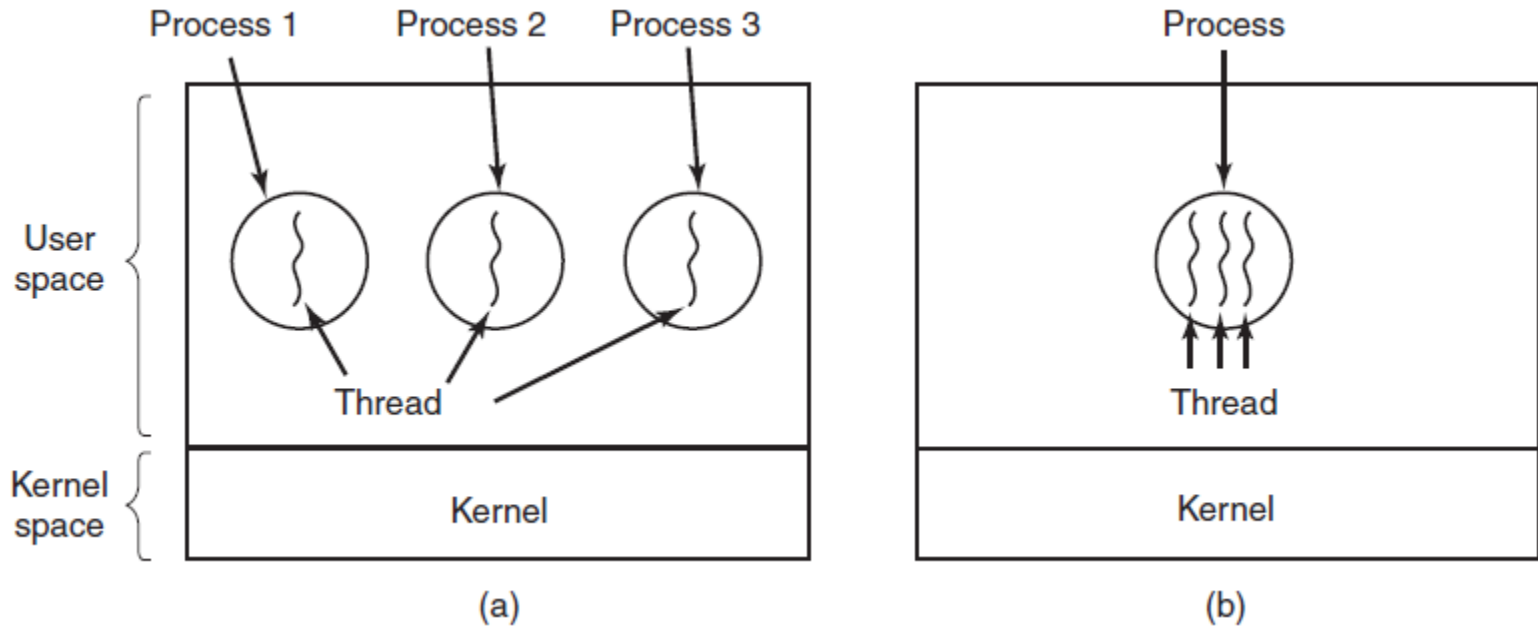 Process 1
Process 2
Process 3
Process
User
space
Thread
Thread
Kernel
space
Kernel
Kernel
(a)
(b)